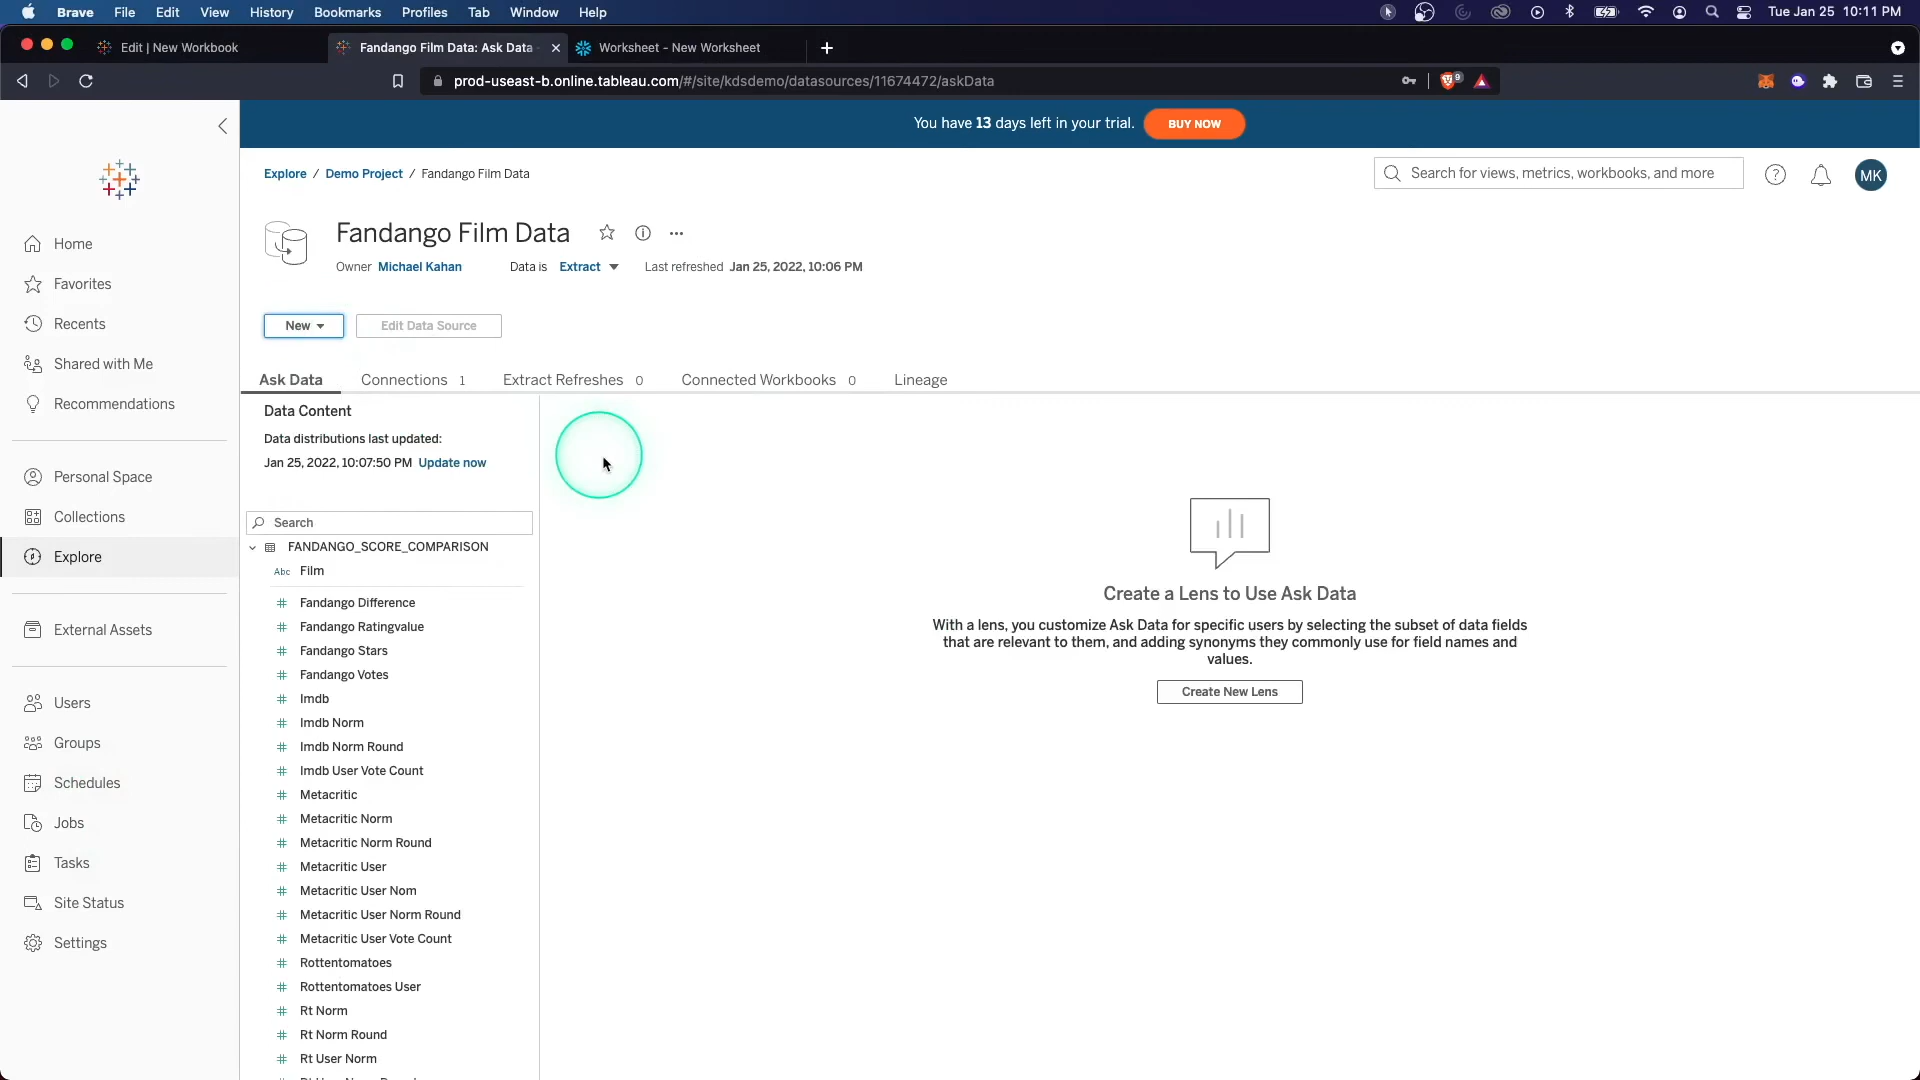 Brave File Edit View History Bookmarks Profiles Tab Window Help
Tue Jan 25 10:11 PM
Edit | New Workbook
Fandango Film Data: Ask Data
Worksheet - New Worksheet
prod-useast-b.online.tableau.com/#/site/kdsdemo/datasources/11674472/askData
9
You have 13 days left in your trial. BUY NOW
Explore / Demo Project / Fandango Film Data
Search for views, metrics, workbooks, and more
MK
Fandango Film Data
Owner Michael Kahan Data is Extract Last refreshed Jan 25, 2022, 10:06 PM
New Edit Data Source
Ask Data Connections 1 Extract Refreshes 0 Connected Workbooks 0 Lineage
Home
Favorites
Recents
Shared with Me
Recommendations
Personal Space
Collections
Explore
External Assets
Users
Groups
Schedules
Jobs
Tasks
Site Status
Settings
Data Content
Data distributions last updated:
Jan 25, 2022, 10:07:50 PM Update now
Search
FANDANGO_SCORE_COMPARISON
Abc Film
# Fandango Difference
# Fandango Ratingvalue
# Fandango Stars
# Fandango Votes
# Imdb
# Imdb Norm
# Imdb Norm Round
# Imdb User Vote Count
# Metacritic
# Metacritic Norm
# Metacritic Norm Round
# Metacritic User
# Metacritic User Nom
# Metacritic User Norm Round
# Metacritic User Vote Count
# Rottentomatoes
# Rottentomatoes User
# Rt Norm
# Rt Norm Round
# Rt User Norm
Create a Lens to Use Ask Data
With a lens, you customize Ask Data for specific users by selecting the subset of data fields
that are relevant to them, and adding synonyms they commonly use for field names and
values.
Create New Lens